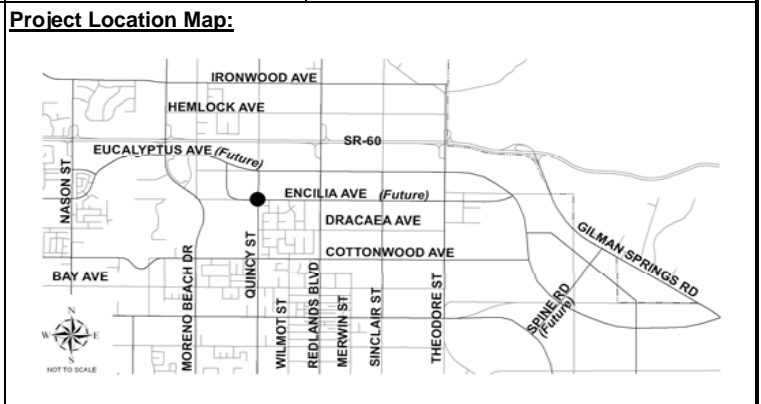 Project Location Map:
IRONWOOD AVE
HEMLOCK AVE
SR-60
EUCALYPTUS AVE (Future)
NASON ST
ENCILIA AVE (Future)
DRACAEA AVE
GILMAN SPRINGS RD
COTTONWOOD AVE
BAY AVE
MORENO BEACH DR
QUINCY ST
WILMOT ST
REDLANDS BLVD
MERWIN ST
SINCLAIR ST
THEODORE ST
SPINE RD
(Future)
N
W E
S
NOT TO SCALE